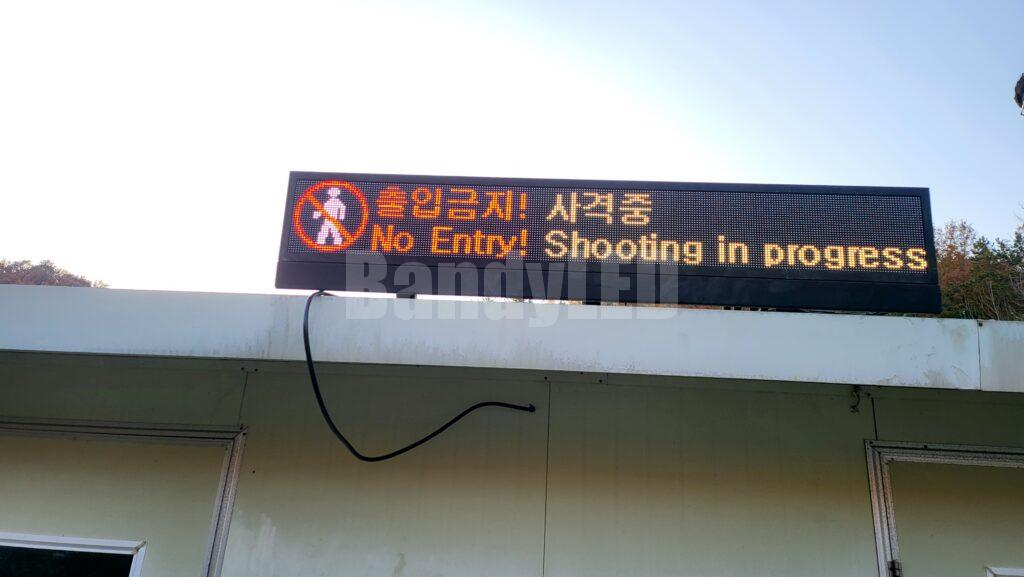 출입금지! 사격중
No Entry! Shooting in progress
BandyLED